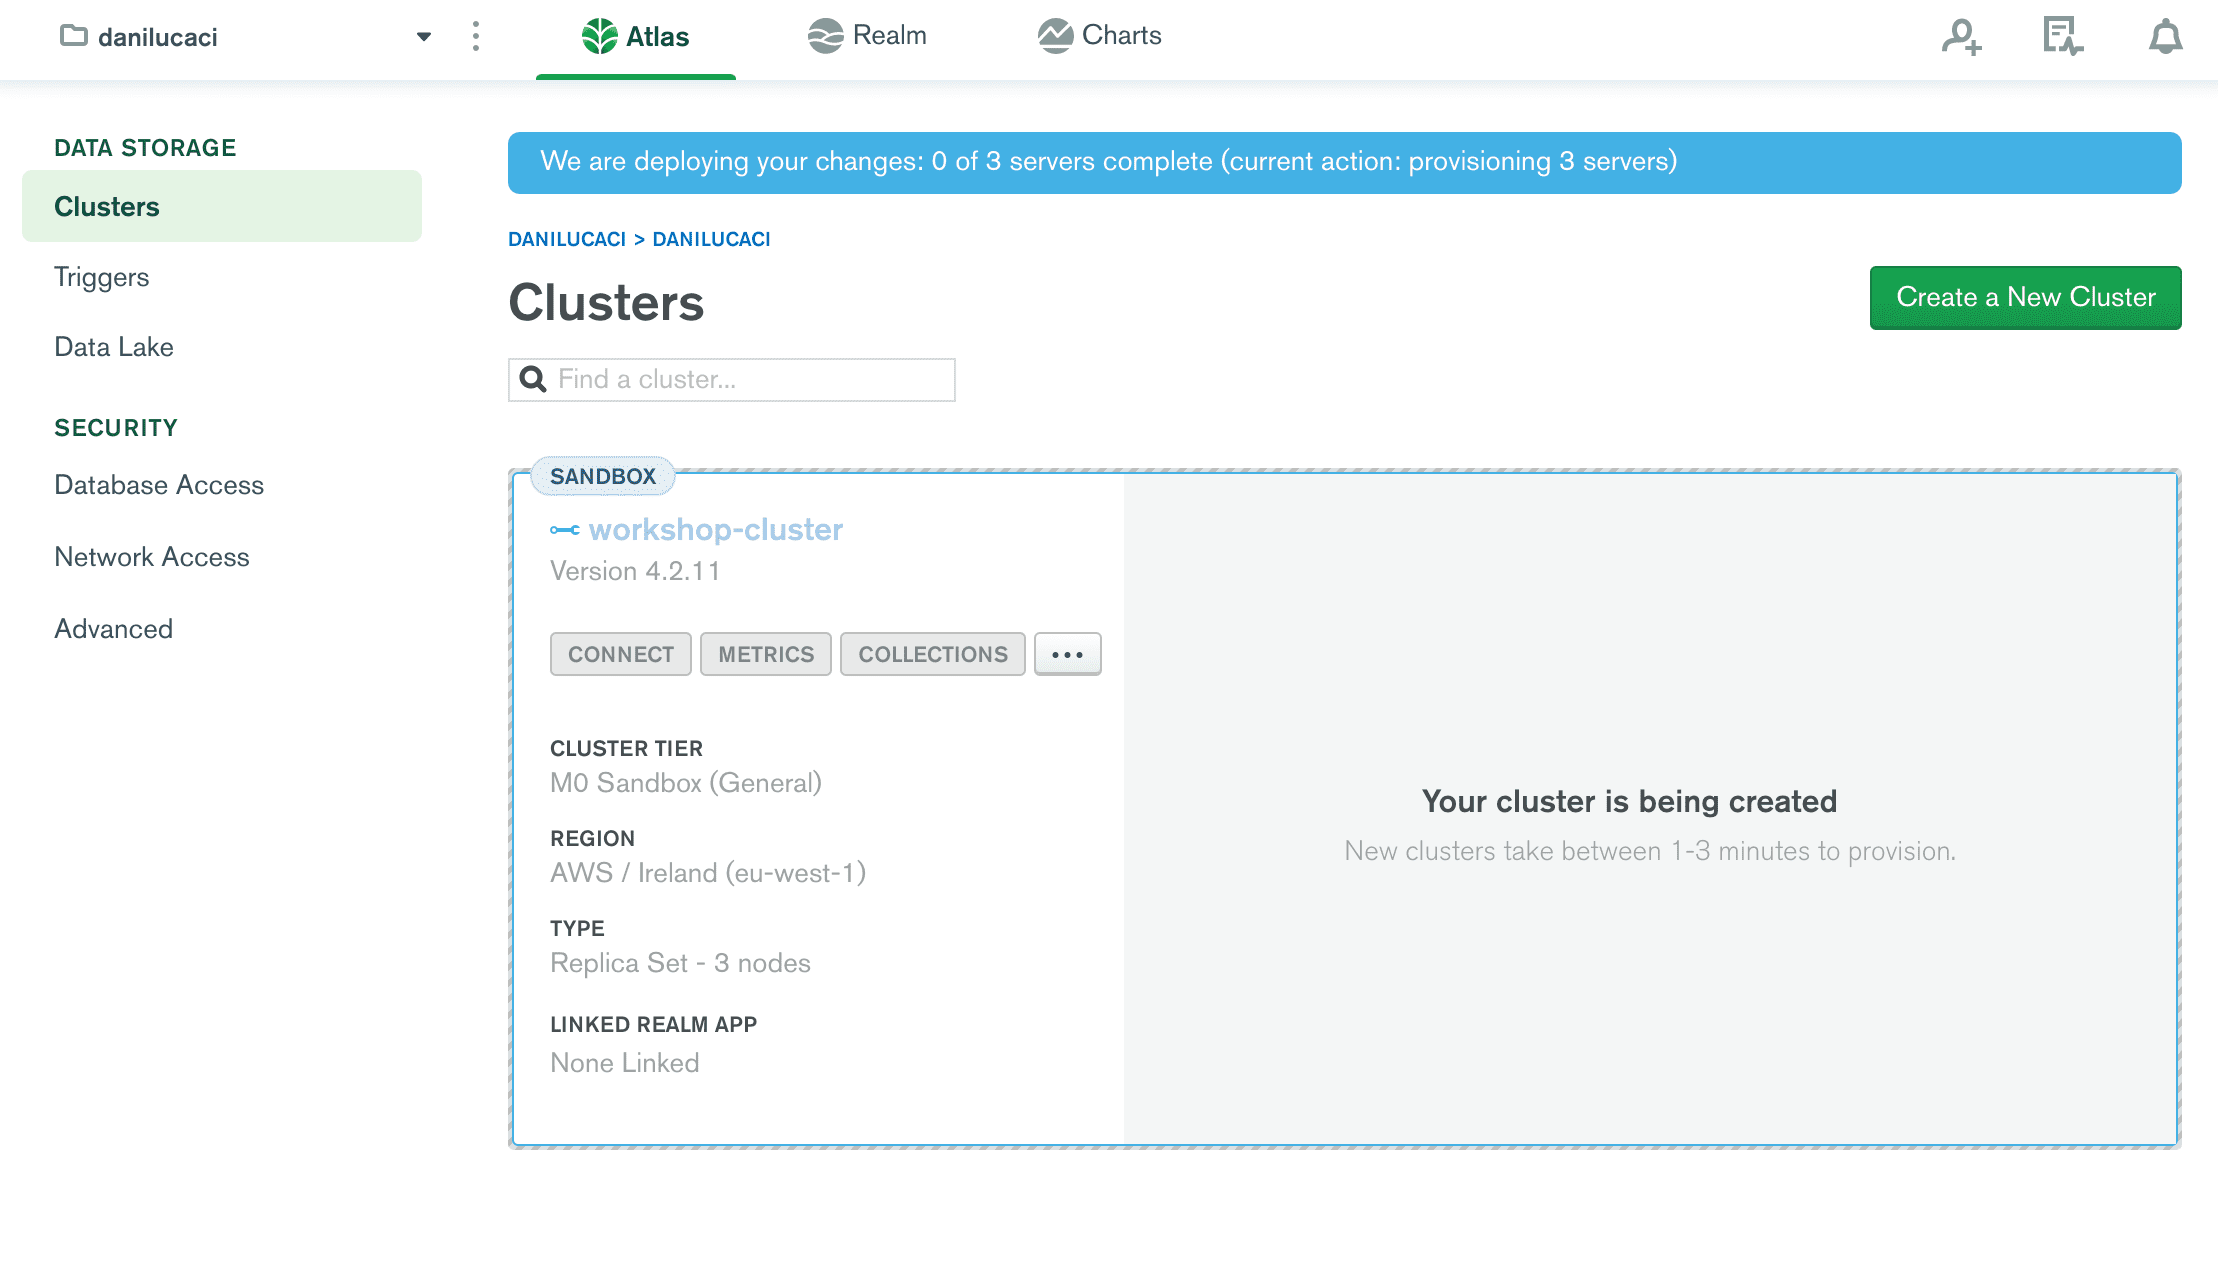 danilucaci
Atlas
Realm
Charts
DATA STORAGE
Clusters
Triggers
Data Lake
SECURITY
Database Access
Network Access
Advanced
We are deploying your changes: 0 of 3 servers complete (current action: provisioning 3 servers)
DANILUCACI > DANILUCACI
Clusters
Create a New Cluster
Find a cluster...
SANDBOX
workshop-cluster
Version 4.2.11
CONNECT
METRICS
COLLECTIONS
CLUSTER TIER
M0 Sandbox (General)
REGION
AWS / Ireland (eu-west-1)
TYPE
Replica Set - 3 nodes
LINKED REALM APP
None Linked
Your cluster is being created
New clusters take between 1-3 minutes to provision.